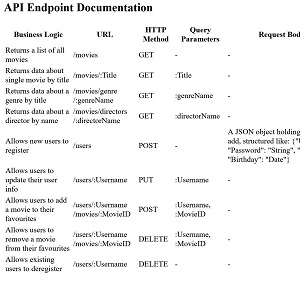 API Endpoint Documentation
Business Logic URL HTTP Method Query Parameters Request Bod
Returns a list of all movies /movies GET - -
Returns data about single movie by title /movies/:Title GET :Title -
Returns data about a genre by title /movies/genre /:genreName GET :genreName -
Returns data about a director by name /movies/directors /:directorName GET :directorName -
Allows new users to register /users POST - A JSON object holding add, structured like: {"U "Password": "String", " "Birthday": "Date"}
Allows users to update their user info /users/:Username PUT :Username -
Allows users to add a movie to their favourites /users/:Username /movies/:MovieID POST :Username, :MovieID -
Allows users to remove a movie from their favourites /users/:Username /movies/:MovieID DELETE :Username, :MovieID -
Allows existing users to deregister /users/:Username DELETE - -